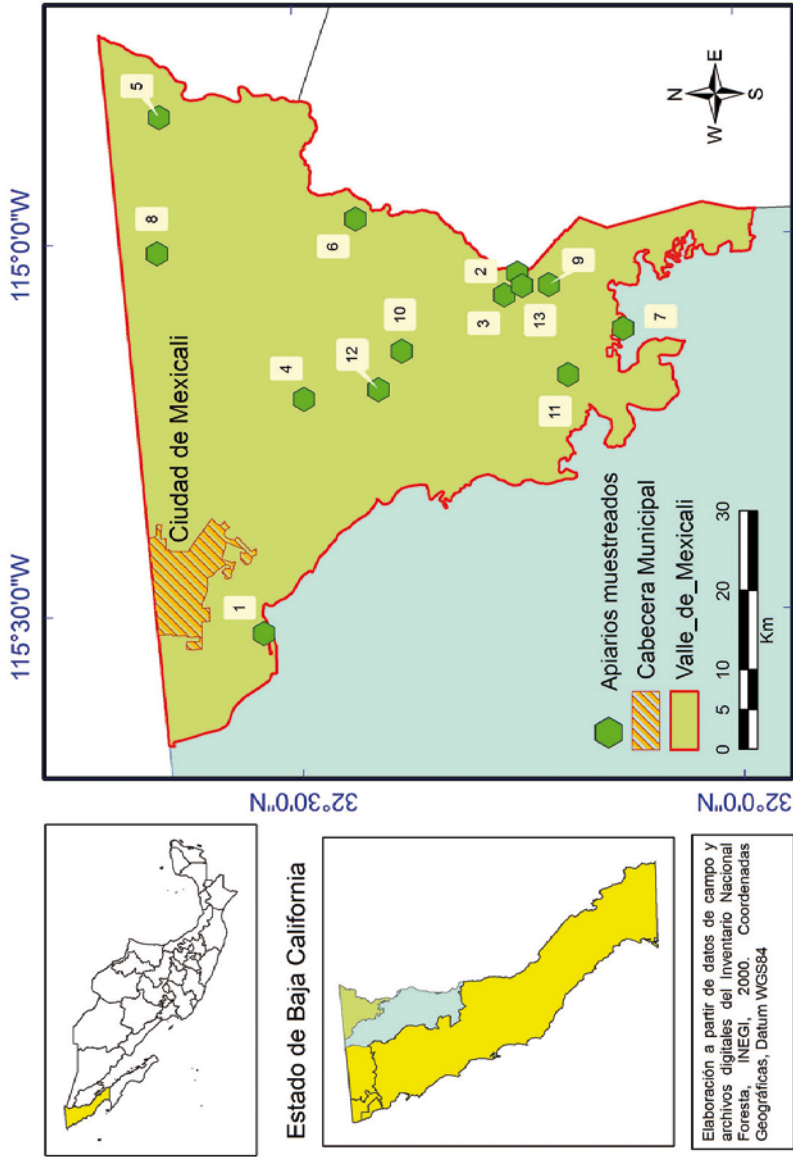 Estado de Baja California
Elaboración a partir de datos de campo y
archivos digitales del Inventario Nacional
Foresta, INEGI, 2000. Coordenadas
Geográficas, Datum WGS84
115°30'0"W
115°0'0"W
32°30'0"N
32°0'0"N
Ciudad de Mexicali
1
8
5
4
6
12
10
3
2
13
9
11
7
Apiarios muestreados
Cabecera Municipal
Valle_de_Mexicali
0 5 10 20 30
Km
N
W E
S